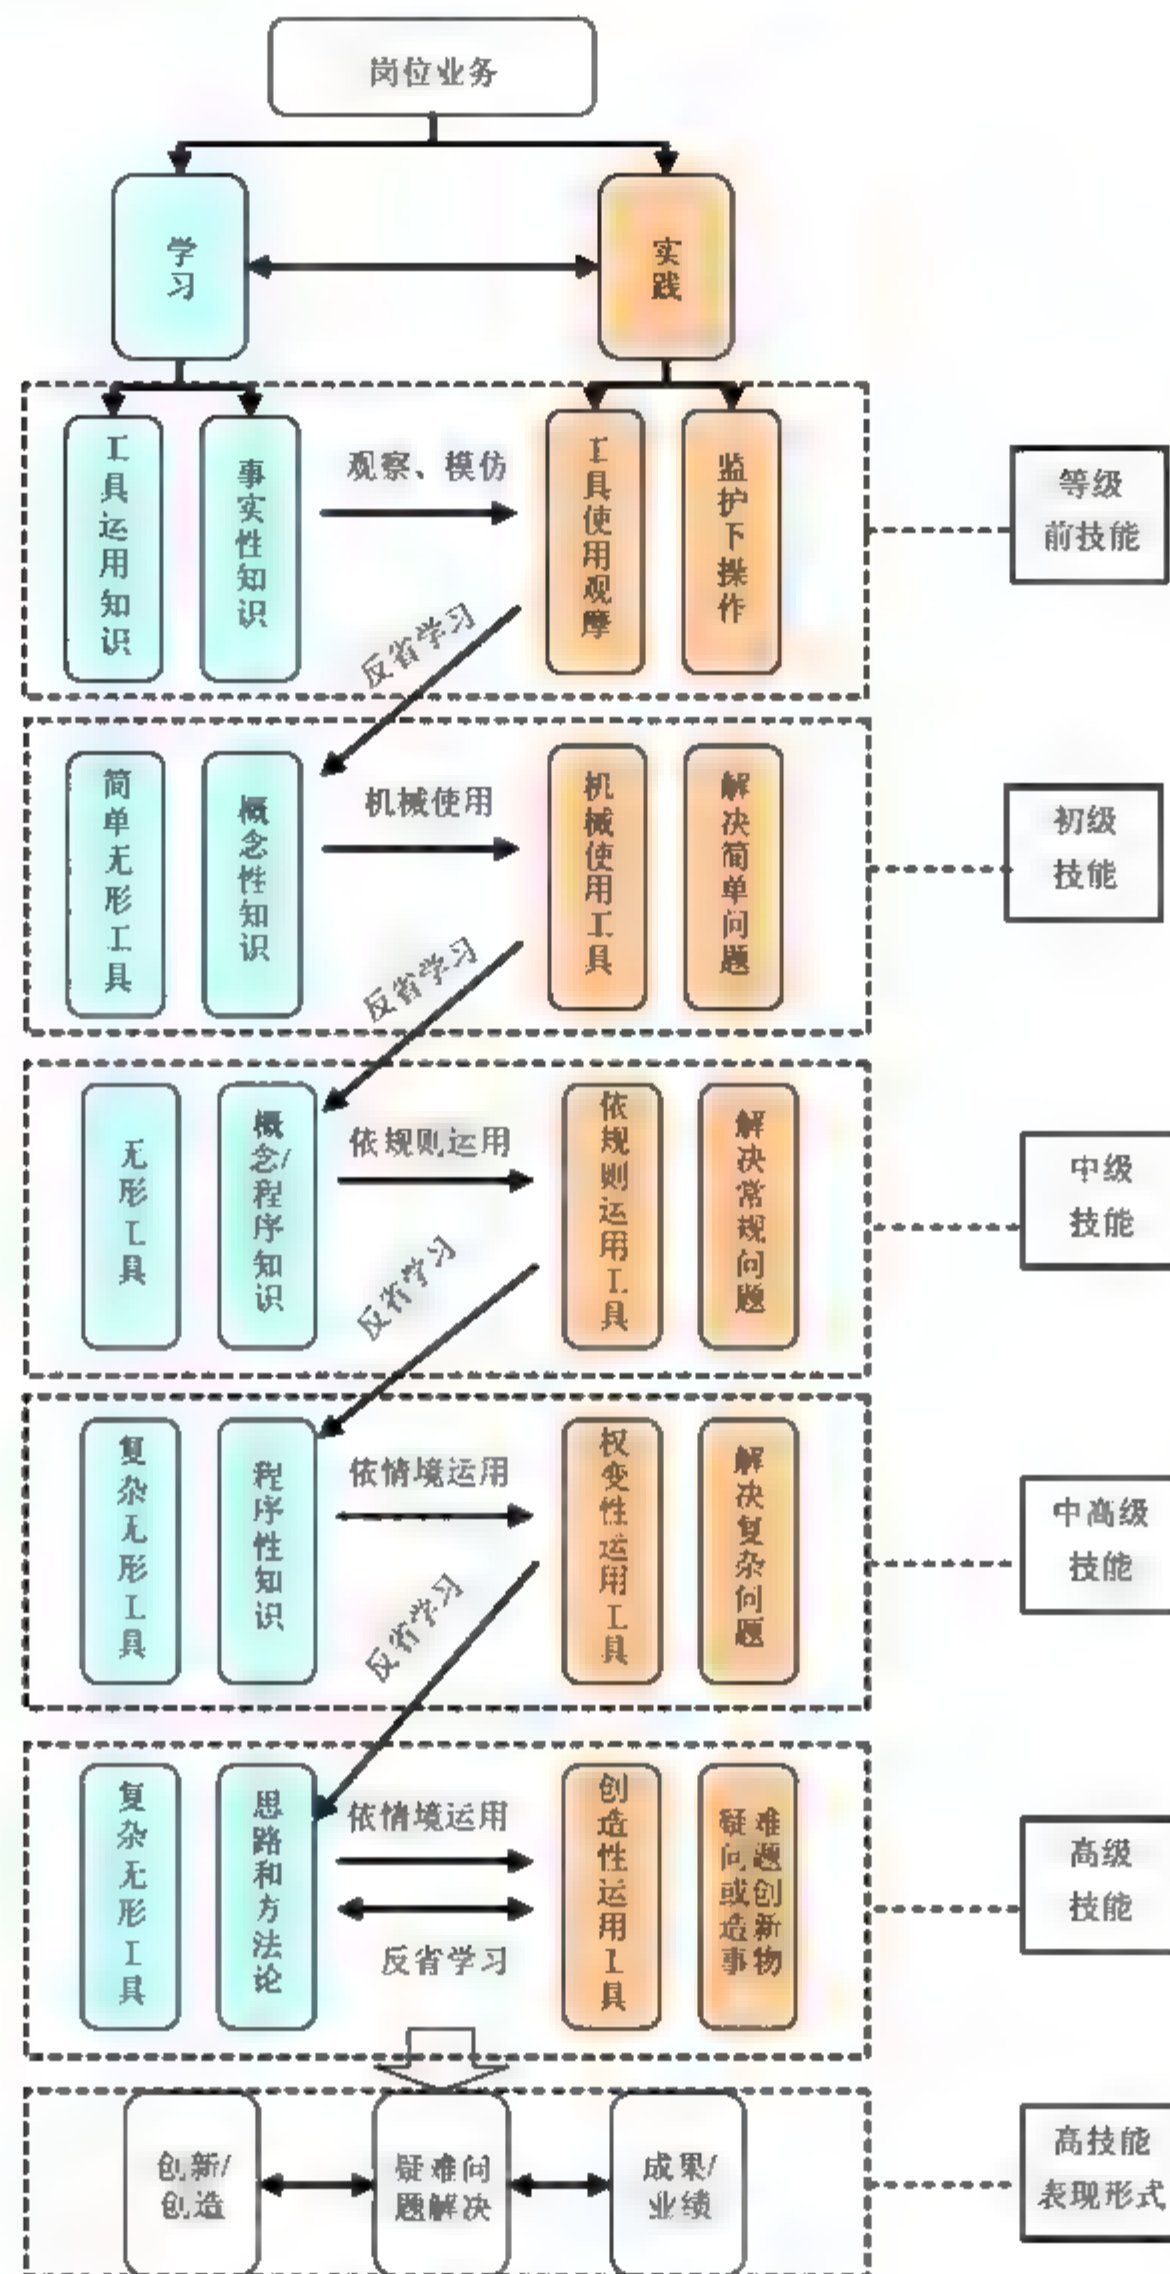 岗位业务
学习
实践
工具运用知识
事实性知识
观察、模仿
工具使用观摩
监护下操作
等级
前技能
反省学习
简单无形工具
概念性知识
机械使用
机械使用工具
解决简单问题
初级
技能
反省学习
无形工具
概念/程序知识
依规则运用
依规则运用工具
解决常规问题
中级
技能
反省学习
复杂无形工具
程序性知识
依情境运用
权变性运用工具
解决复杂问题
中高级
技能
反省学习
复杂无形工具
思路和方法论
依情境运用
反省学习
创造性运用工具
疑难
问题
或创
造新
事物
高级
技能
创新/
创造
疑难问
题解决
成果/
业绩
高技能
表现形式